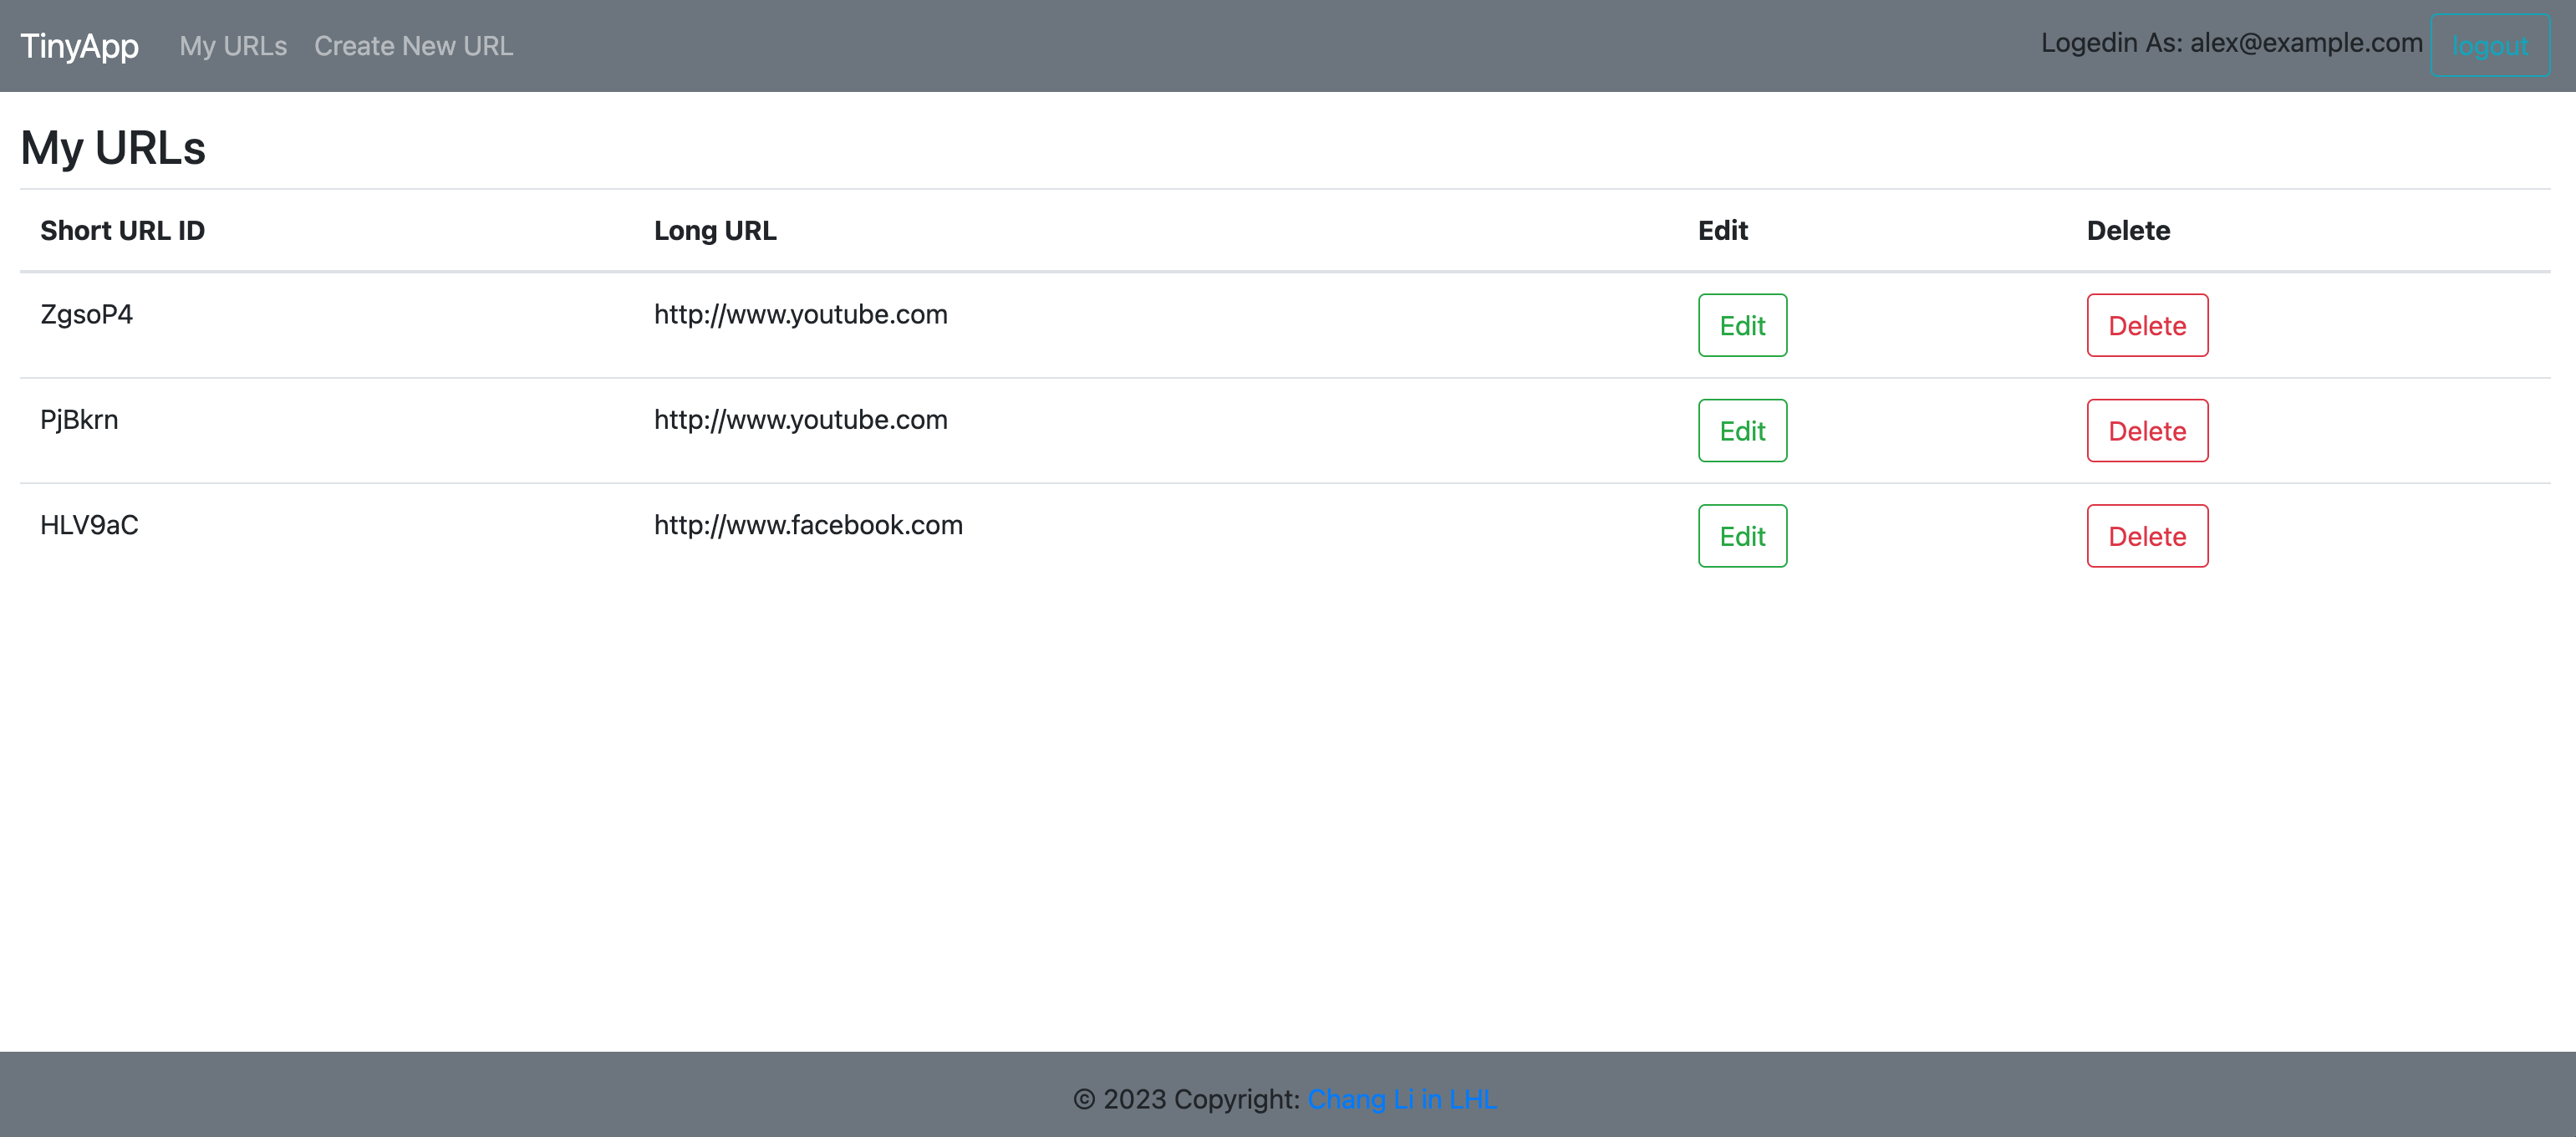 TinyApp My URLs Create New URL Logedin As: alex@example.com logout
My URLs
Short URL ID Long URL Edit Delete
ZgsoP4 http://www.youtube.com Edit Delete
PjBkrn http://www.youtube.com Edit Delete
HLV9aC http://www.facebook.com Edit Delete
© 2023 Copyright: Chang Li in LHL